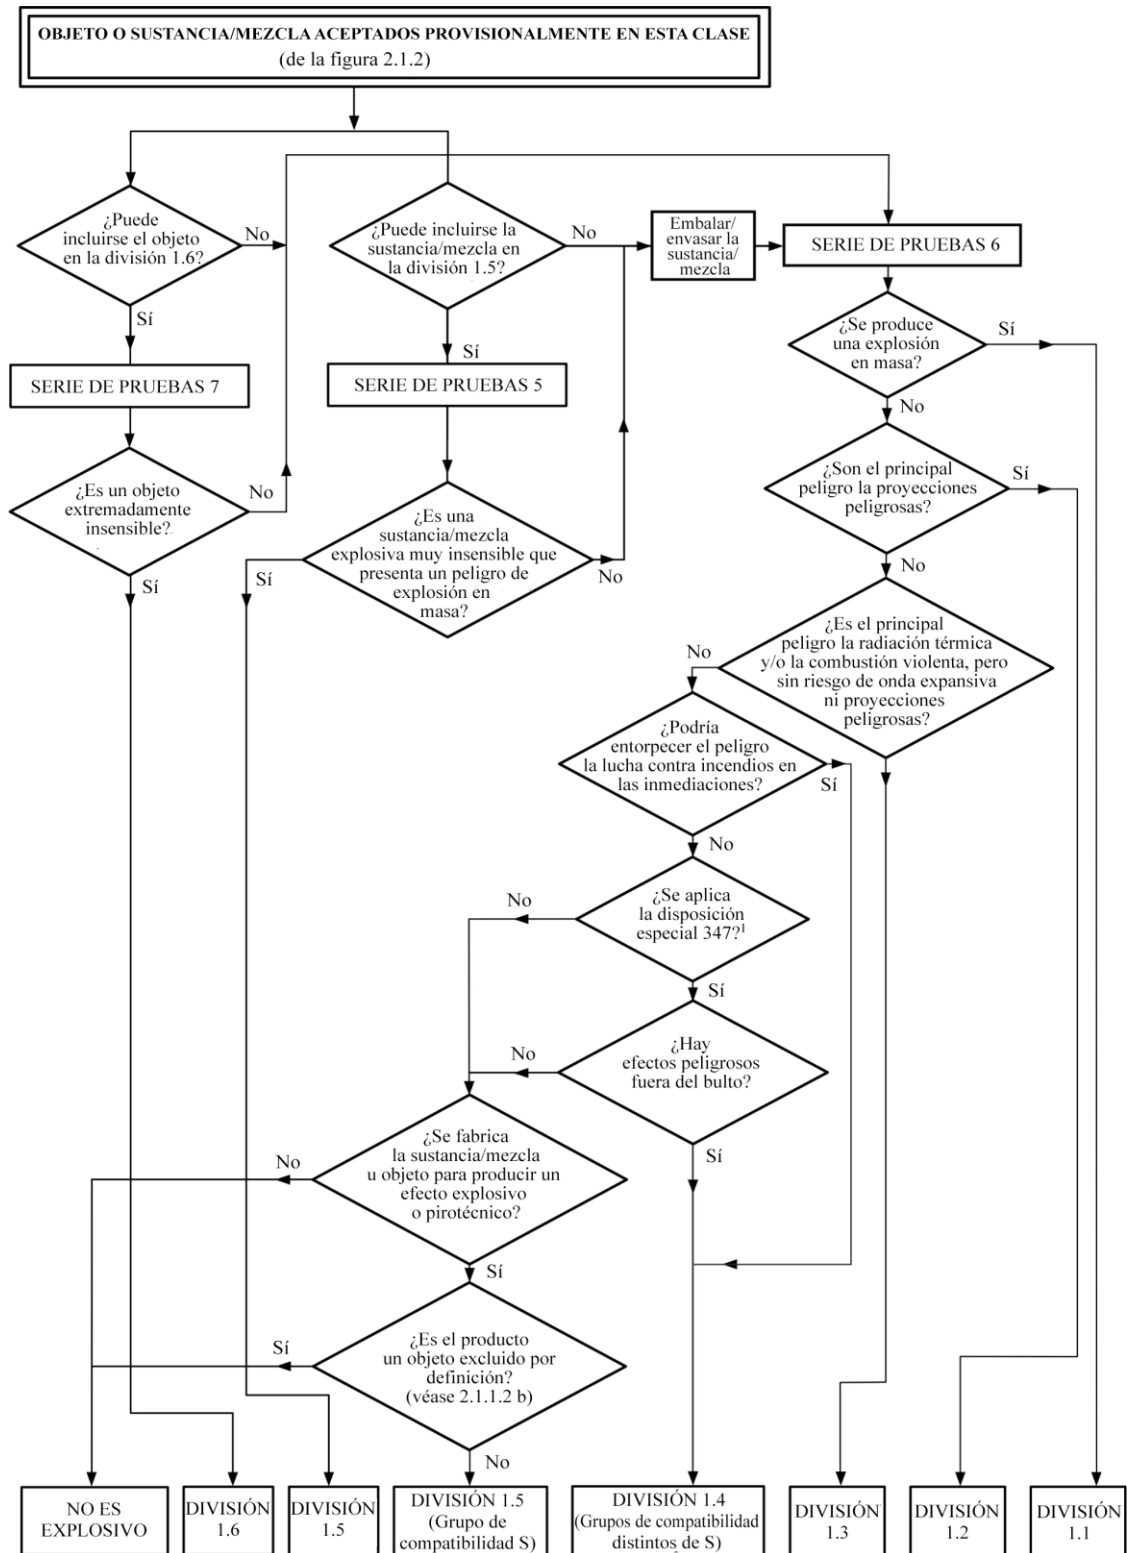 OBJETO O SUSTANCIA/MEZCLA ACEPTADOS PROVISIONALMENTE EN ESTA CLASE
(de la figura 2.1.2)
¿Puede
incluirse el objeto
en la división 1.6?
No
Sí
¿Puede incluirse la
sustancia/mezcla en
la división 1.5?
No
Sí
Embalar/
envasar la
sustancia/
mezcla
SERIE DE PRUEBAS 6
¿Se produce
una explosión
en masa?
Sí
No
SERIE DE PRUEBAS 7
SERIE DE PRUEBAS 5
¿Es un objeto
extremadamente
insensible?
No
Sí
¿Es una
sustancia/mezcla
explosiva muy insensible que
presenta un peligro de
explosión en
masa?
Sí
No
¿Son el principal
peligro la proyecciones
peligrosas?
Sí
No
¿Es el principal
peligro la radiación térmica
y/o la combustión violenta, pero
sin riesgo de onda expansiva
ni proyecciones
peligrosas?
No
¿Podría
entorpecer el peligro
la lucha contra incendios en
las inmediaciones?
Sí
No
¿Se aplica
la disposición
especial 347?¹
No
Sí
¿Hay
efectos peligrosos
fuera del bulto?
No
Sí
¿Se fabrica
la sustancia/mezcla
u objeto para producir un
efecto explosivo
o pirotécnico?
No
Sí
¿Es el producto
un objeto excluido por
definición?
(véase 2.1.1.2 b)
Sí
No
NO ES
EXPLOSIVO
DIVISIÓN
1.6
DIVISIÓN
1.5
DIVISIÓN 1.5
(Grupo de
compatibilidad S)
DIVISIÓN 1.4
(Grupos de compatibilidad
distintos de S)
DIVISIÓN
1.3
DIVISIÓN
1.2
DIVISIÓN
1.1